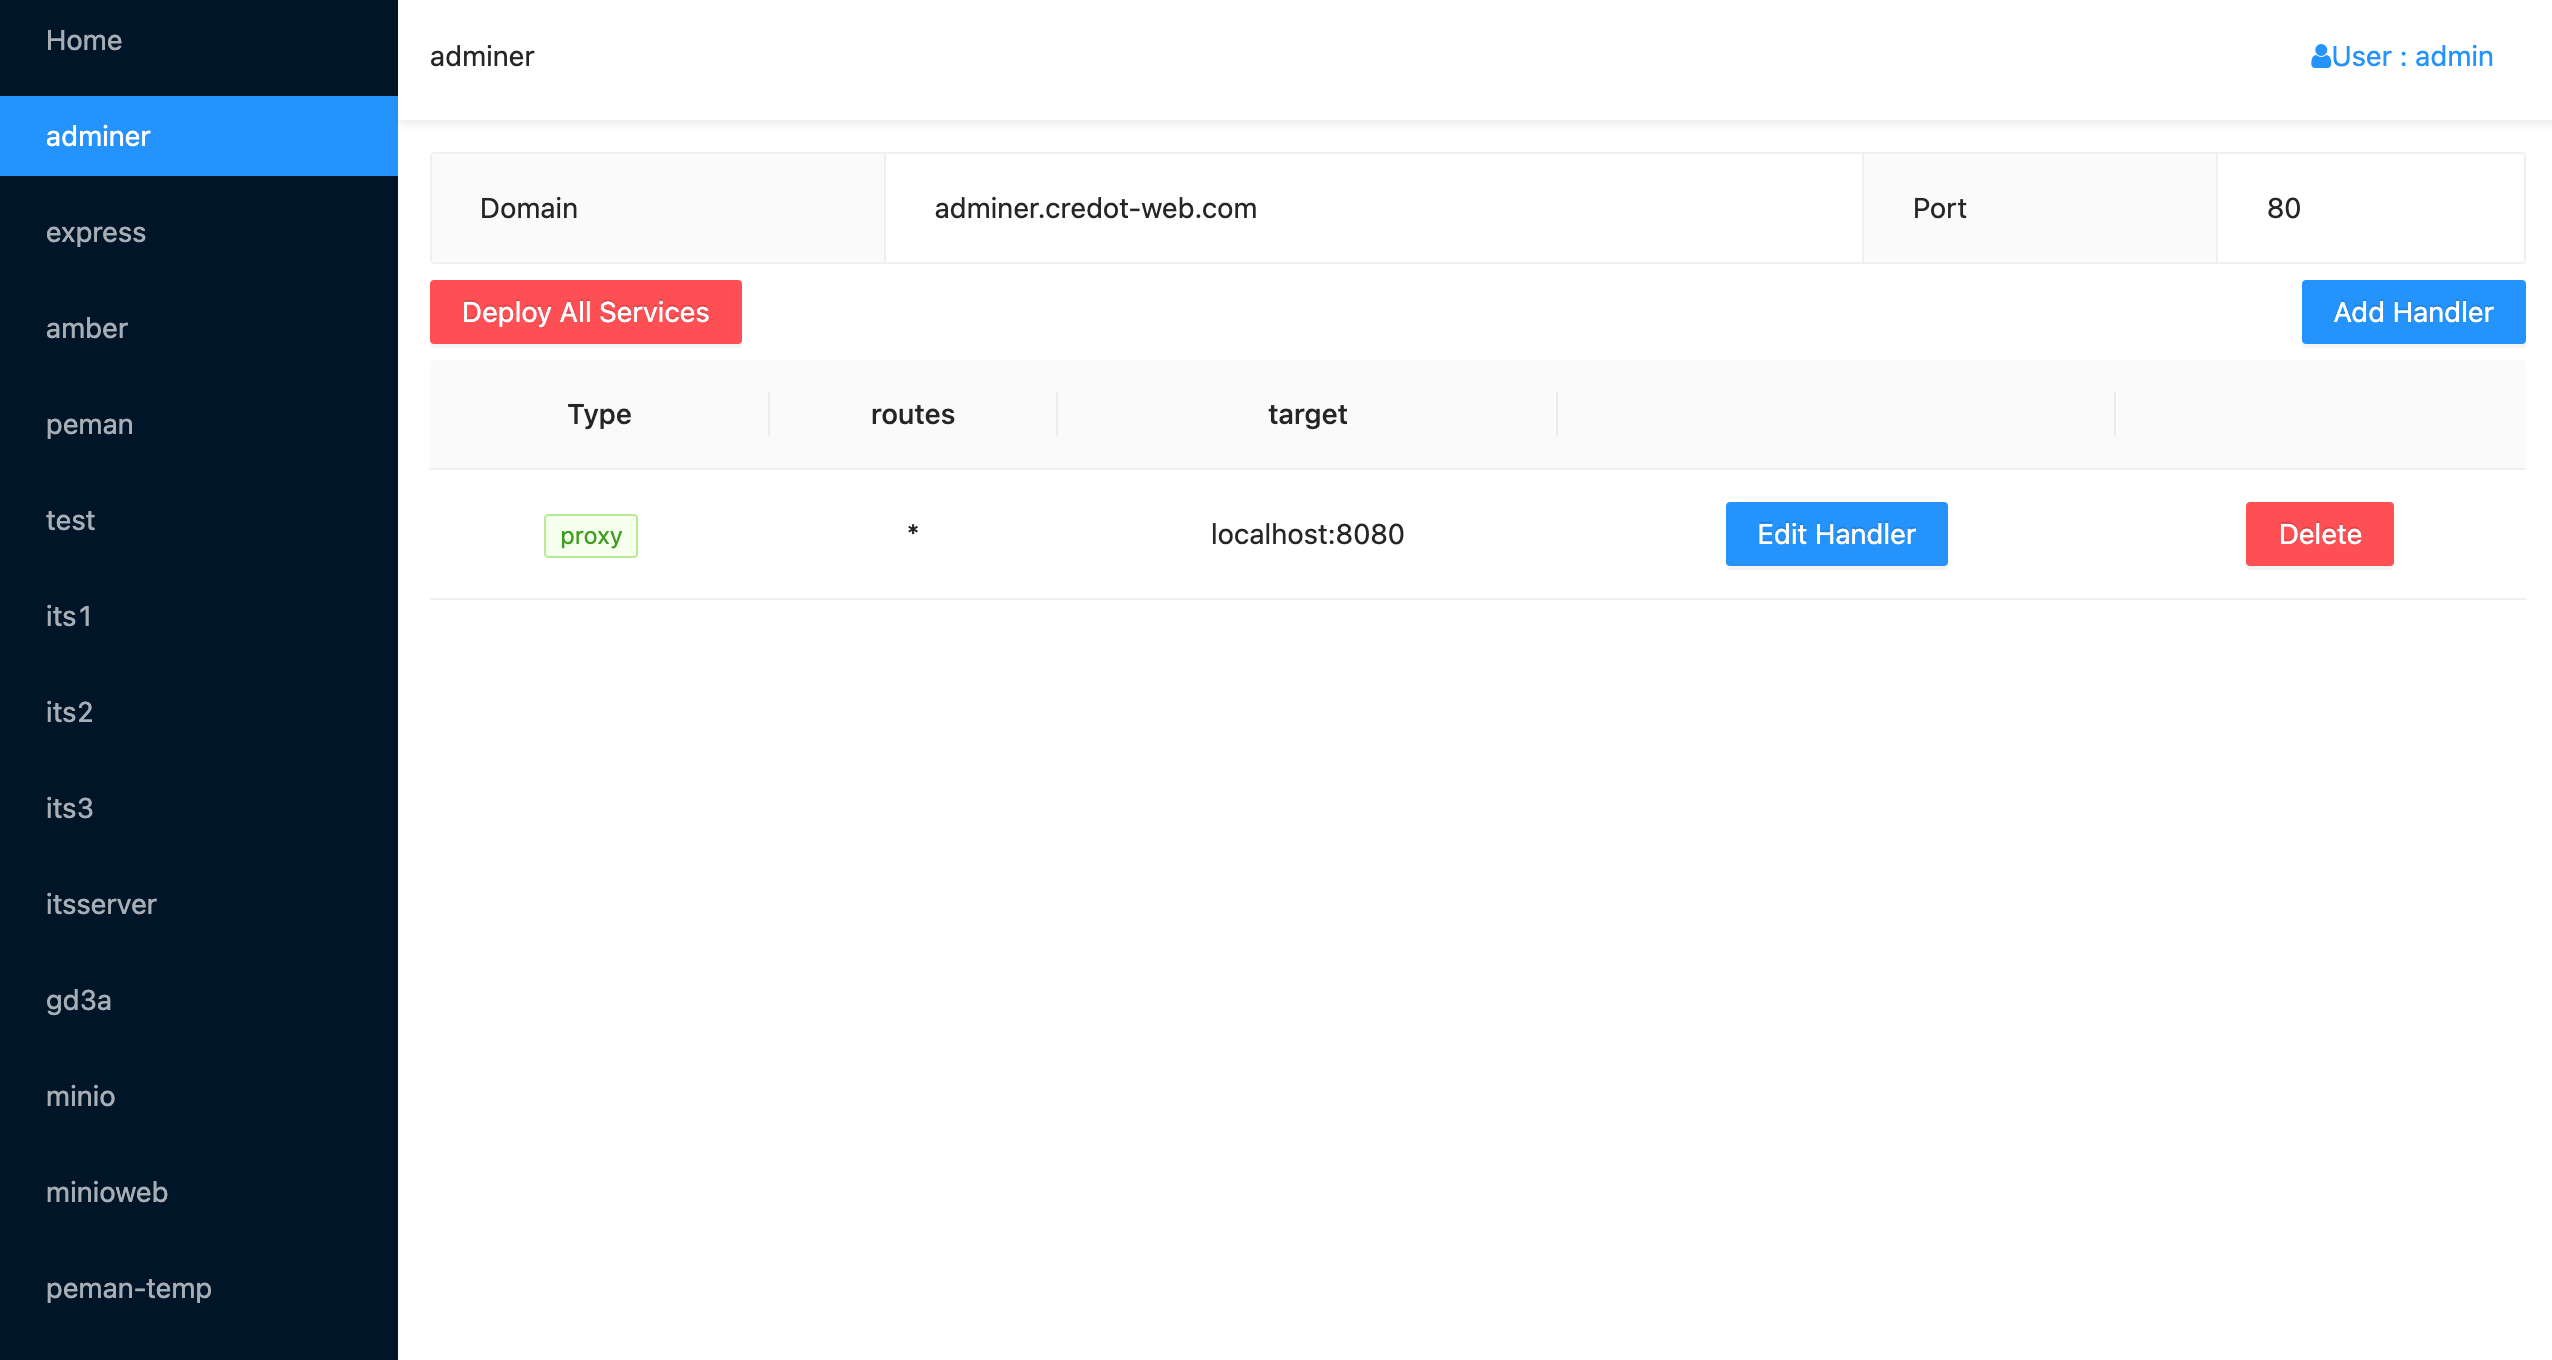 Home
adminer
express
amber
peman
test
its1
its2
its3
itsserver
gd3a
minio
minioweb
peman-temp
adminer
User : admin
Domain adminer.credot-web.com Port 80
Deploy All Services Add Handler
Type routes target
proxy * localhost:8080 Edit Handler Delete